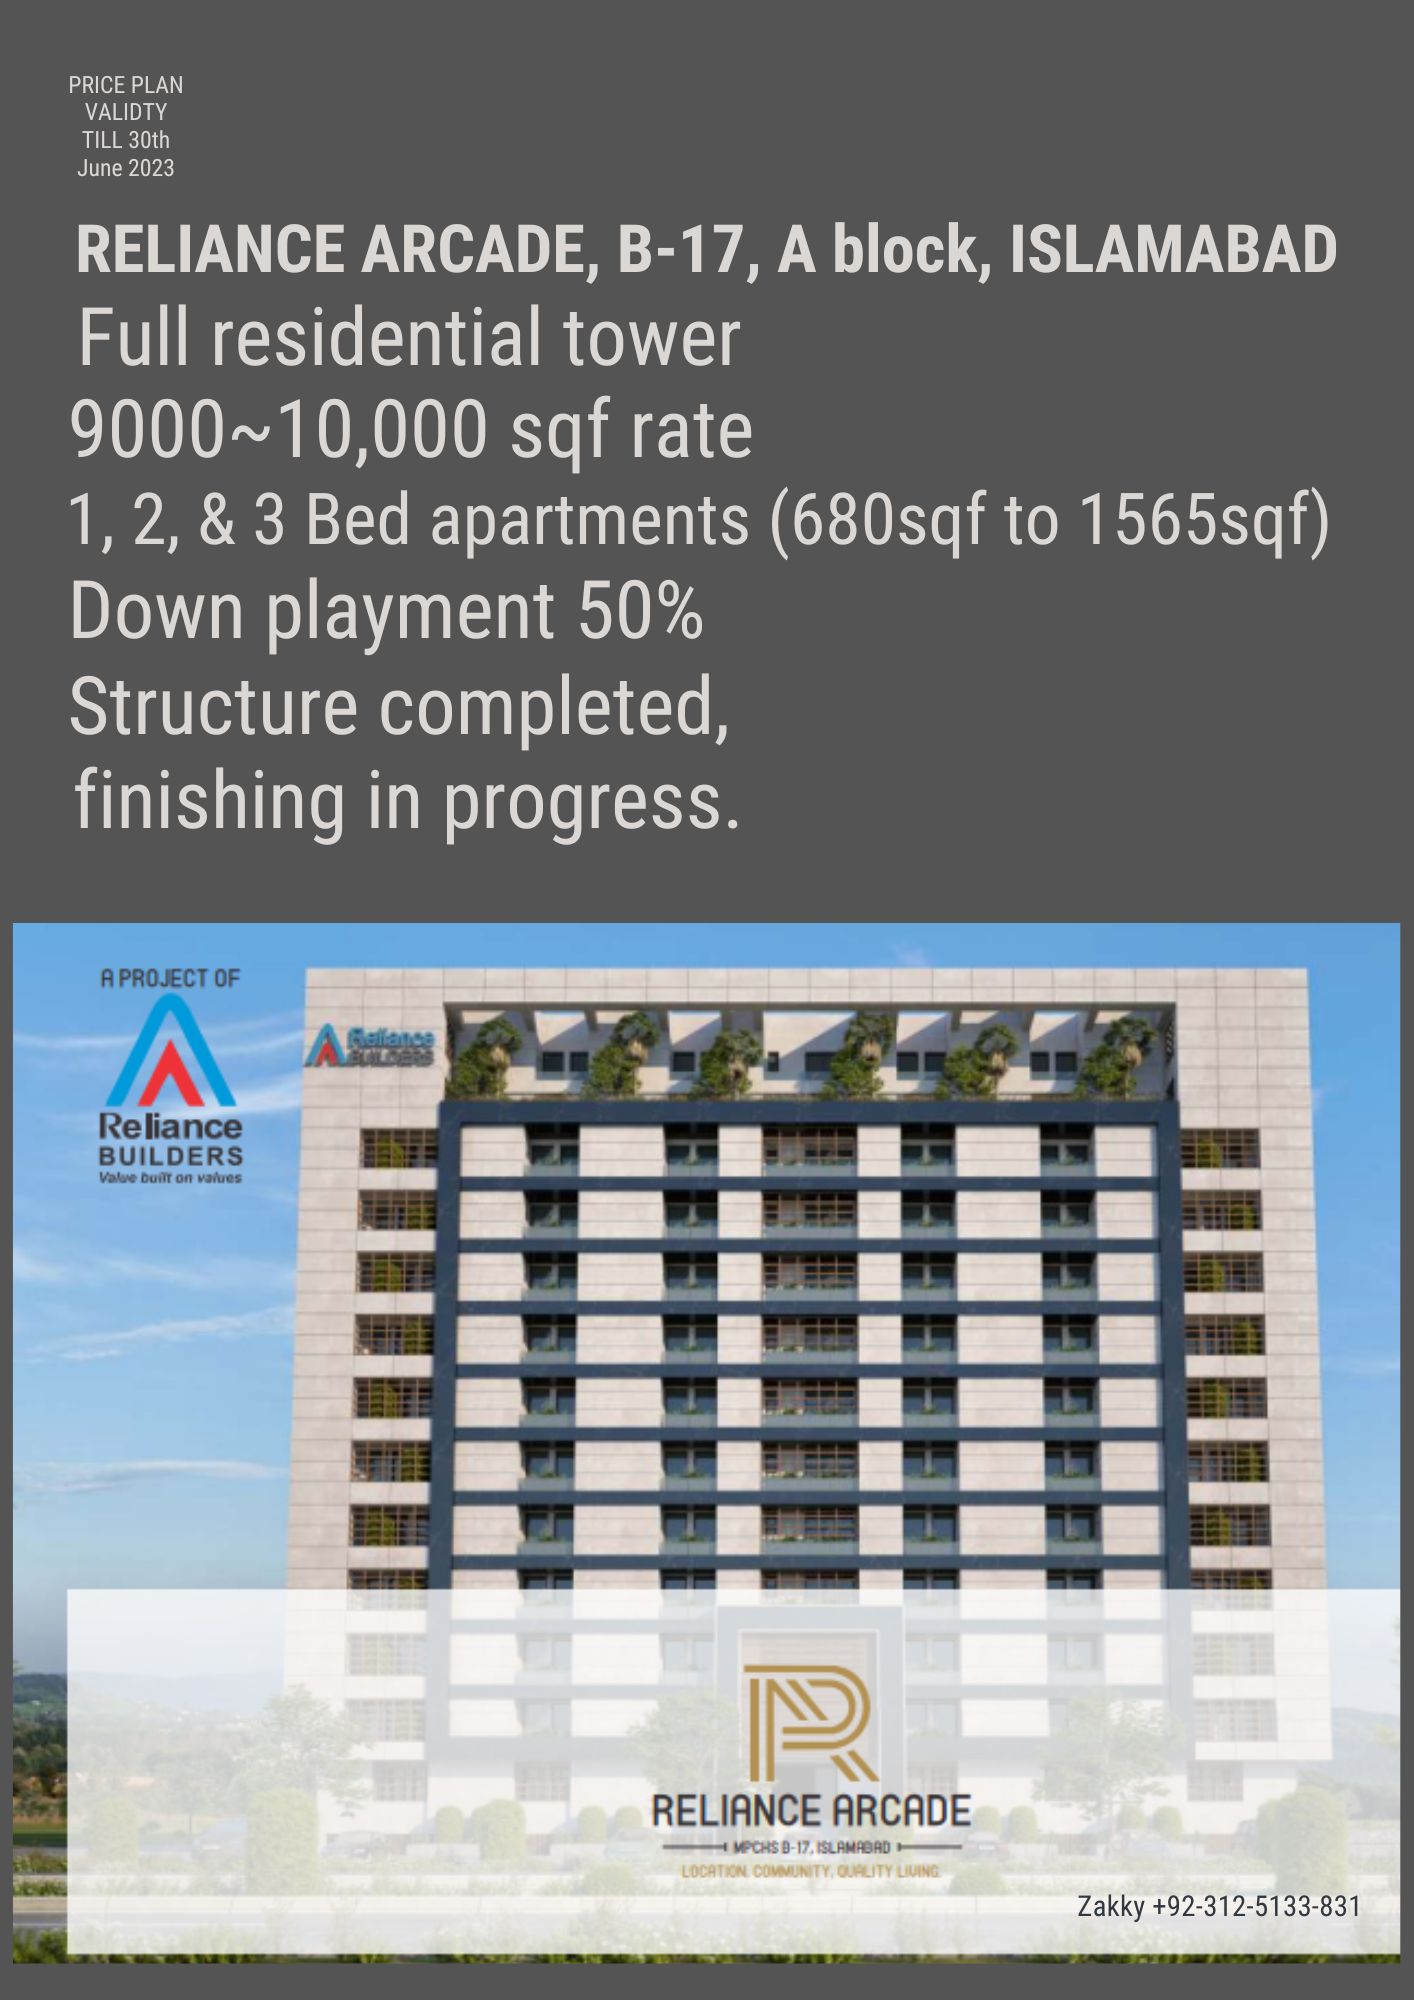 PRICE PLAN
VALIDTY
TILL 30th
June 2023
RELIANCE ARCADE, B-17, A block, ISLAMABAD
Full residential tower
9000~10,000 sqf rate
1, 2, & 3 Bed apartments (680sqf to 1565sqf)
Down playment 50%
Structure completed,
finishing in progress.
A PROJECT OF
Reliance
BUILDERS
Value built on values
Reliance
BUILDERS
RELIANCE ARCADE
MPCHS B-17, ISLAMABAD
LOCATION. COMMUNITY. QUALITY LIVING.
Zakky +92-312-5133-831